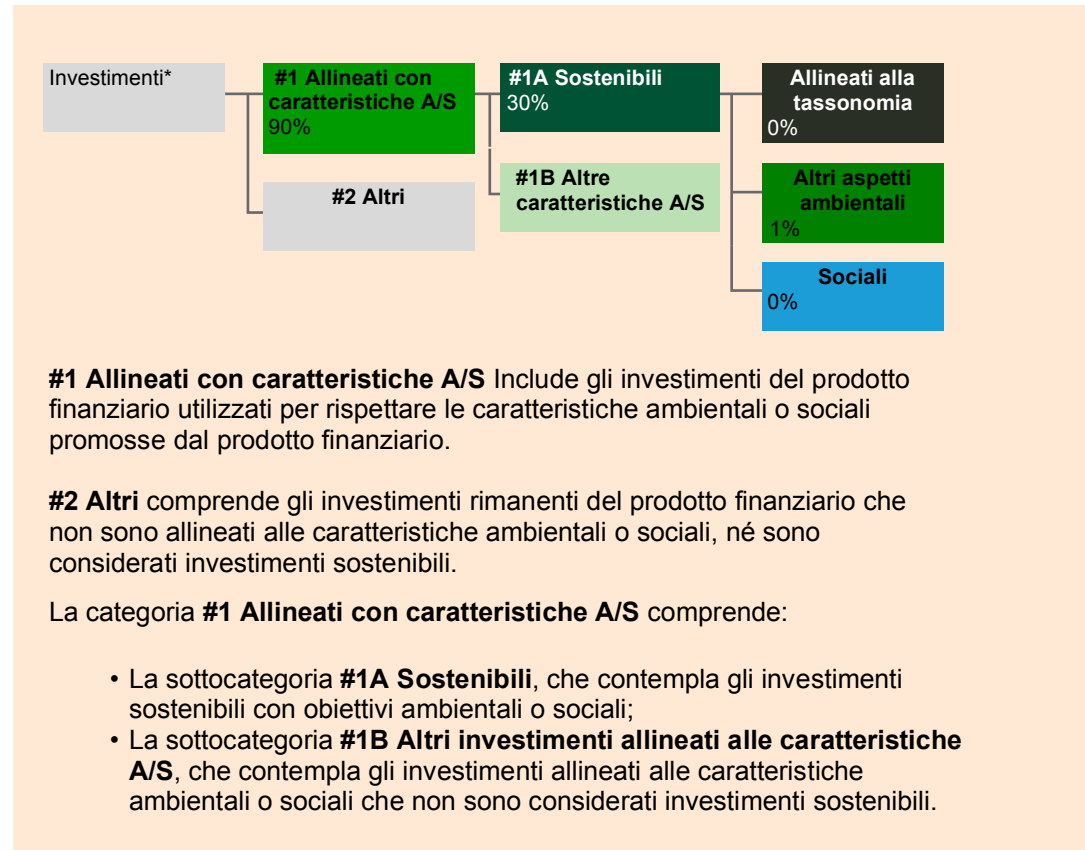 Investimenti*
#1 Allineati con
caratteristiche A/S
90%
#2 Altri
#1A Sostenibili
30%
#1B Altre
caratteristiche A/S
Allineati alla
tassonomia
0%
Altri aspetti
ambientali
1%
Sociali
0%
#1 Allineati con caratteristiche A/S Include gli investimenti del prodotto
finanziario utilizzati per rispettare le caratteristiche ambientali o sociali
promosse dal prodotto finanziario.
#2 Altri comprende gli investimenti rimanenti del prodotto finanziario che
non sono allineati alle caratteristiche ambientali o sociali, né sono
considerati investimenti sostenibili.
La categoria #1 Allineati con caratteristiche A/S comprende:
• La sottocategoria #1A Sostenibili, che contempla gli investimenti
sostenibili con obiettivi ambientali o sociali;
• La sottocategoria #1B Altri investimenti allineati alle caratteristiche
A/S, che contempla gli investimenti allineati alle caratteristiche
ambientali o sociali che non sono considerati investimenti sostenibili.